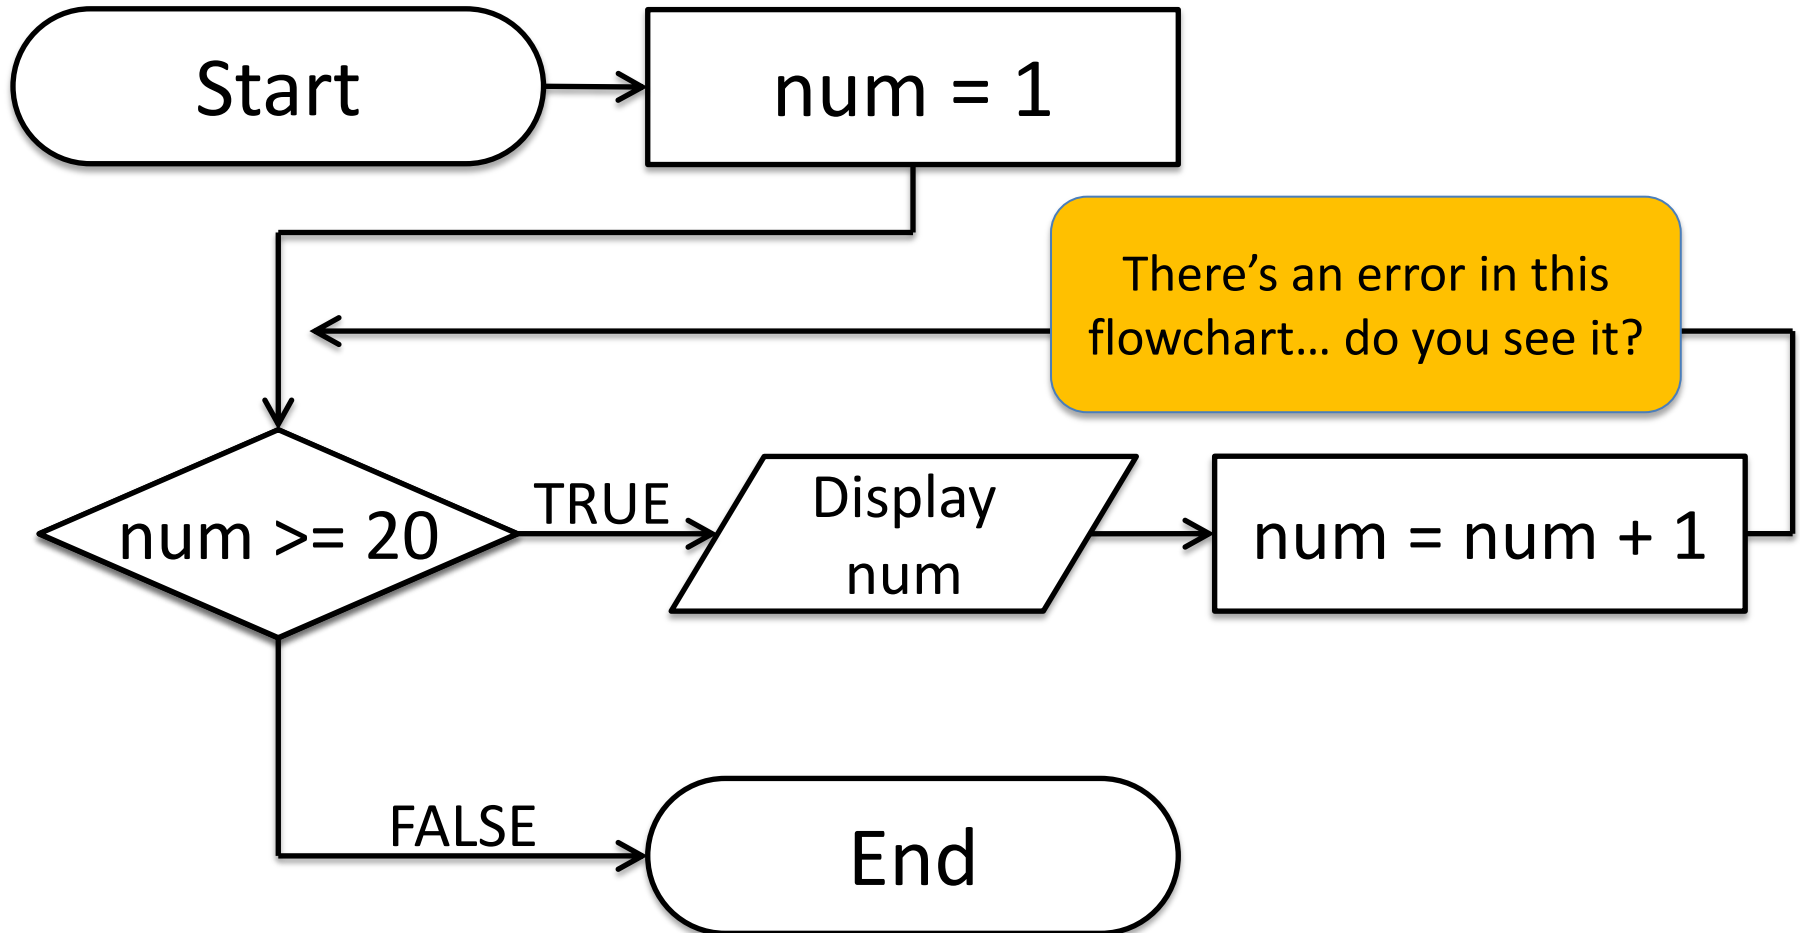 Start
num = 1
There’s an error in this
flowchart... do you see it?
num >= 20
TRUE
Display
num
num = num + 1
FALSE
End